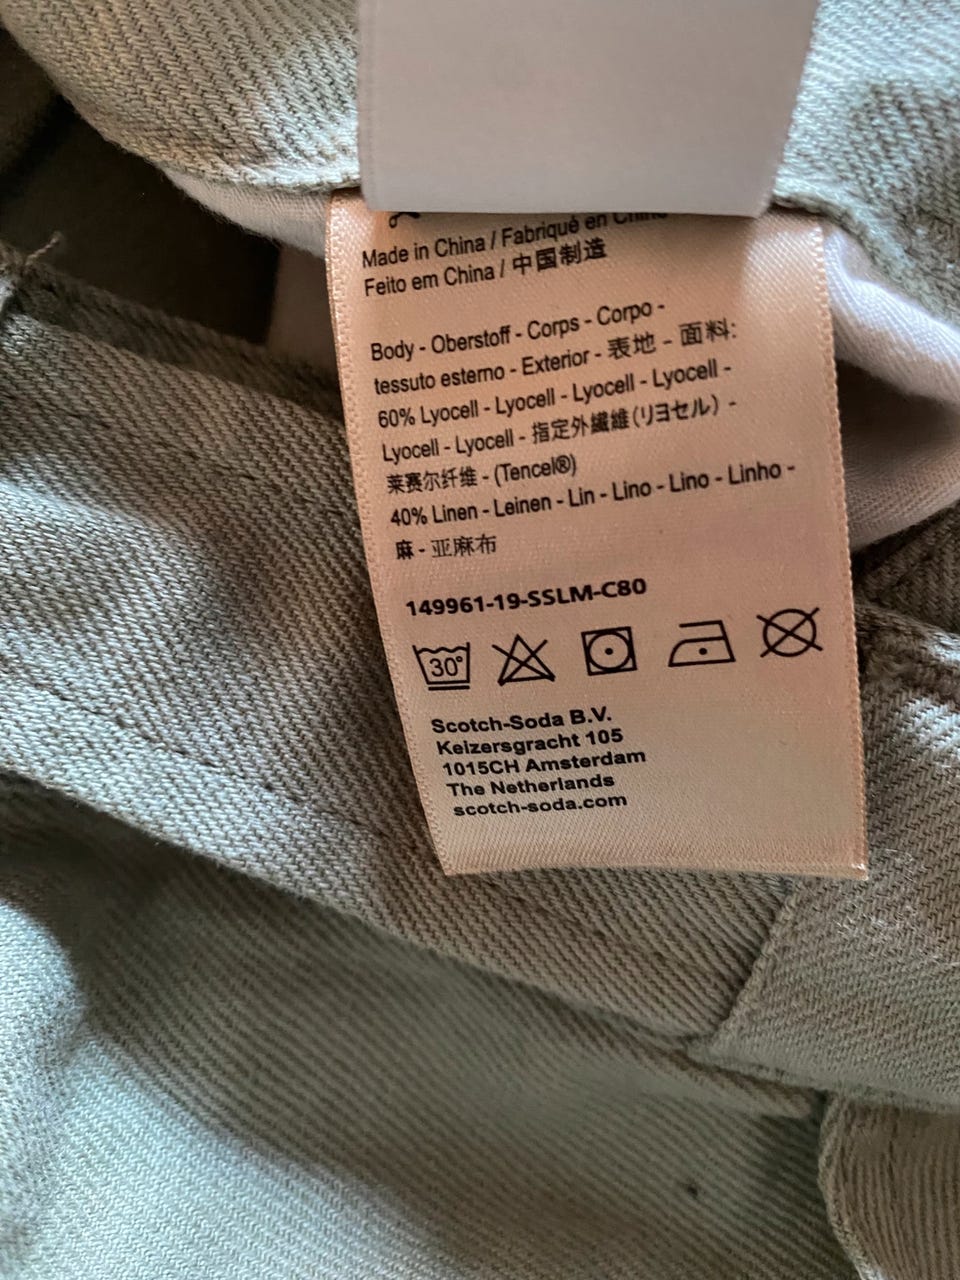 Made in China / Fabriqué en Chine
Feito em China / 中国制造
Body - Oberstoff - Corps - Corpo -
tessuto esterno - Exterior - 表地 - 面料:
60% Lyocell - Lyocell - Lyocell - Lyocell -
Lyocell - Lyocell - 指定外繊維(リヨセル) -
莱赛尔纤维 - (Tencel®)
40% Linen - Leinen - Lin - Lino - Lino - Linho -
麻 - 亚麻布
149961-19-SSLM-C80
30°
Scotch-Soda B.V.
Keizersgracht 105
1015CH Amsterdam
The Netherlands
scotch-soda.com